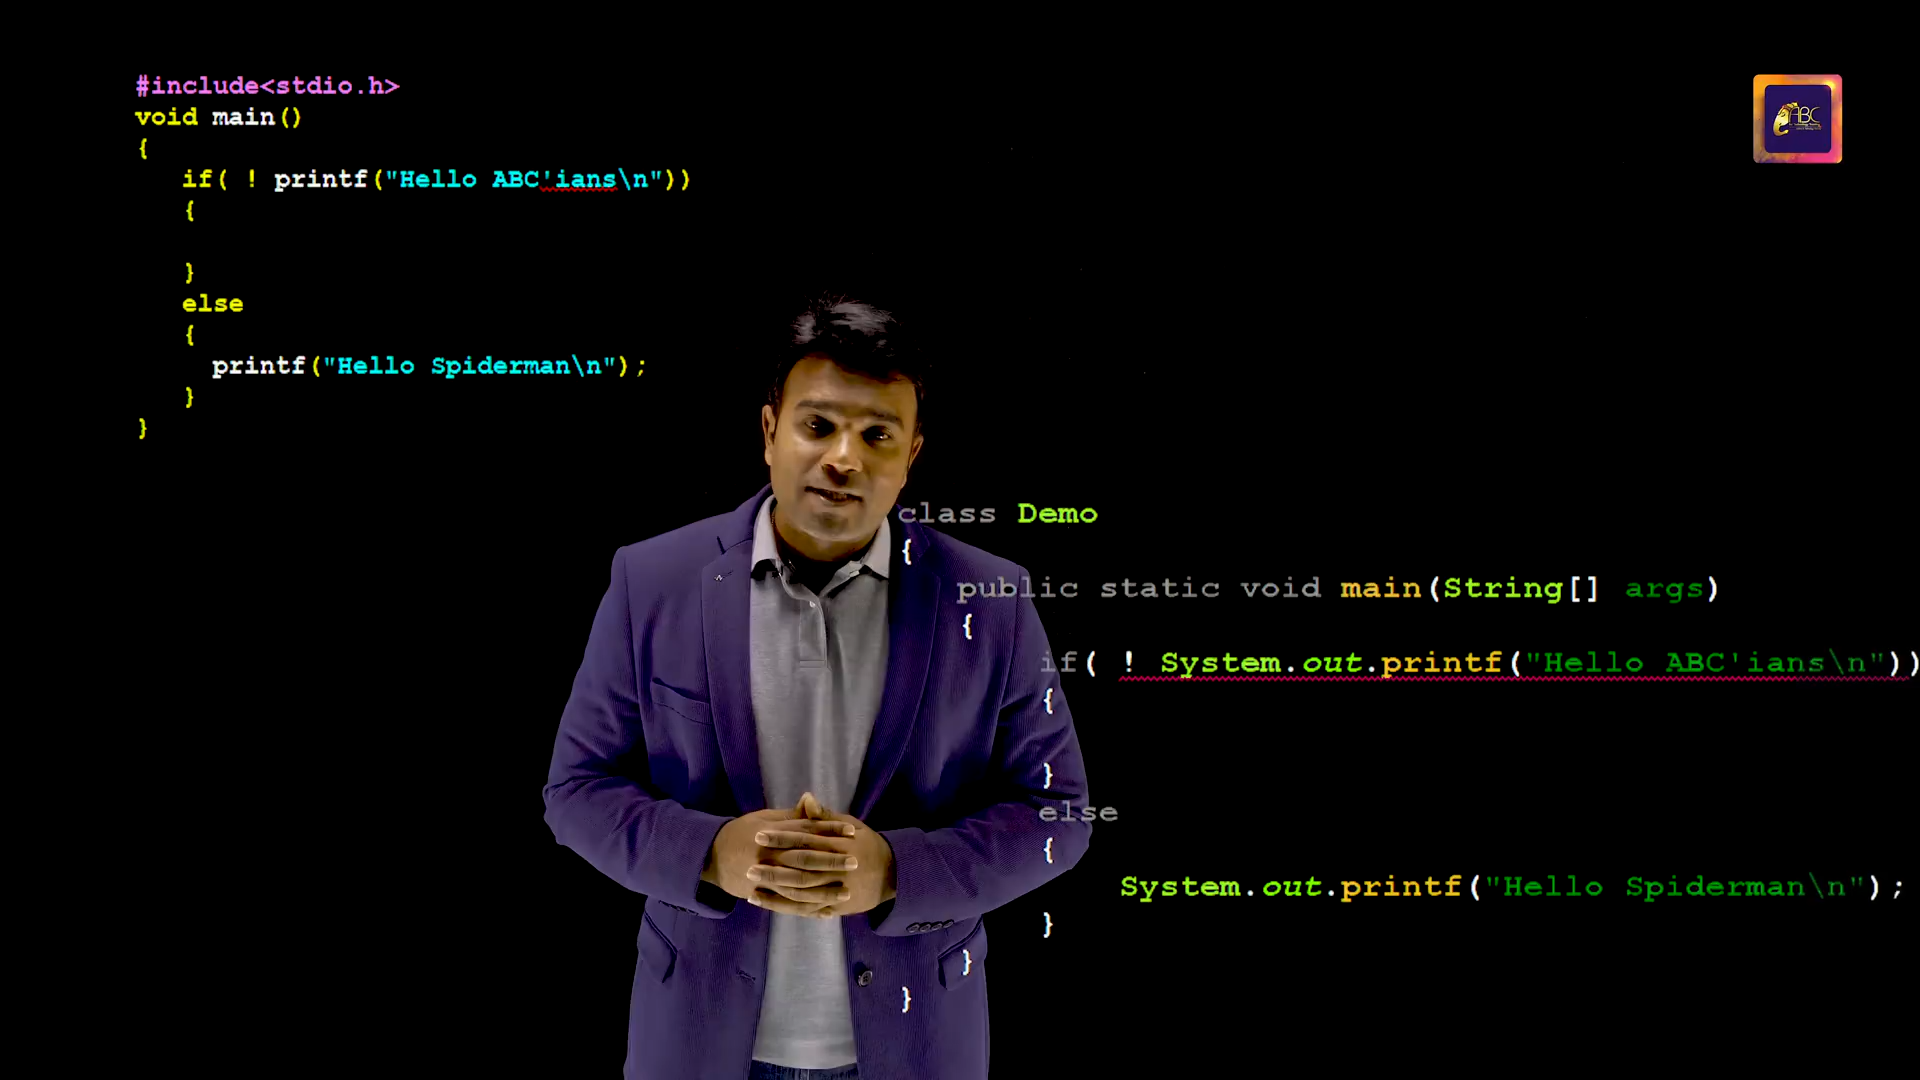 #include<stdio.h>
void main()
{
if( ! printf("Hello ABC'ians\n"))
{
}
else
{
printf("Hello Spiderman\n");
}
}
ABC
class Demo
{
public static void main(String[] args)
{
if( ! System.out.printf("Hello ABC'ians\n"))
{
}
else
{
System.out.printf("Hello Spiderman\n");
}
}
}